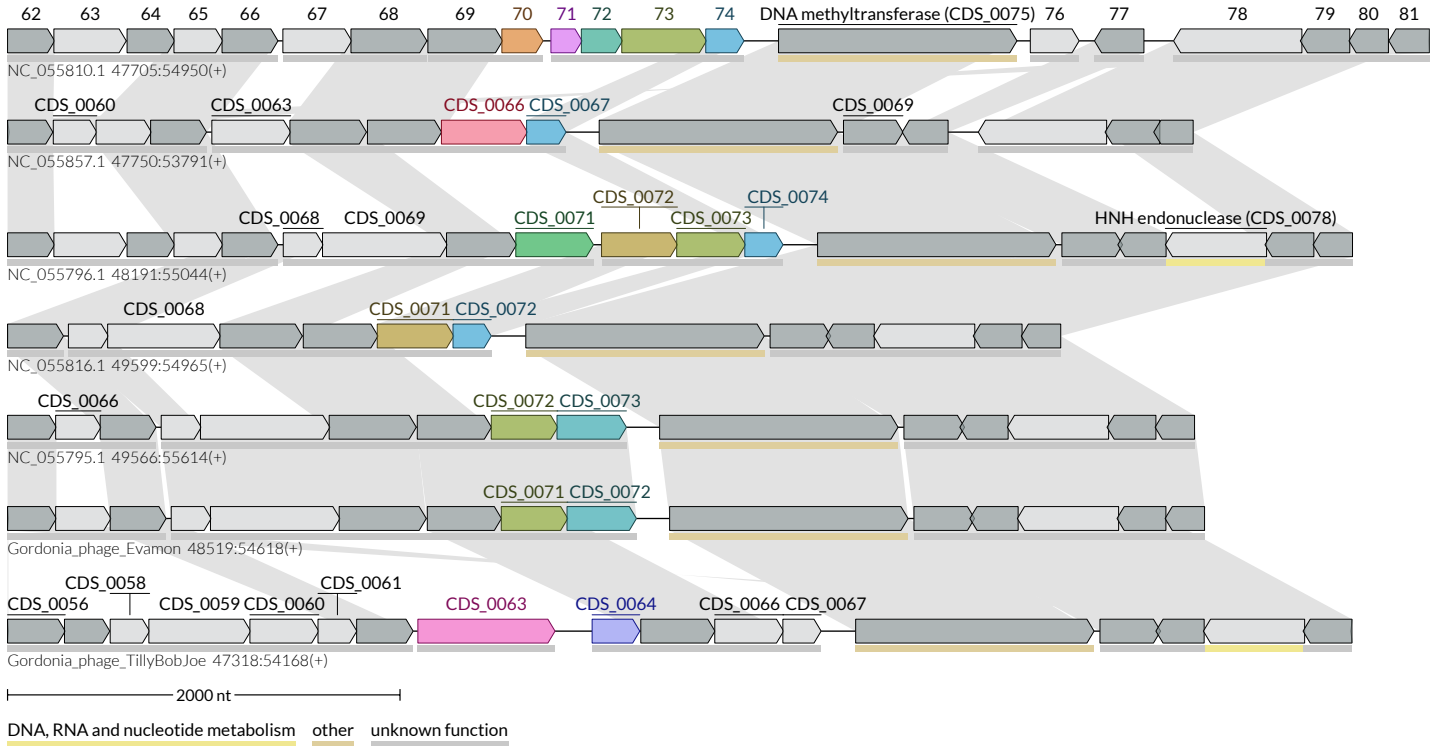 62 63 64 65 66 67 68 69 70 71 72 73 74 DNA methyltransferase (CDS_0075) 76 77 78 79 80 81
NC_055810.1 47705:54950(+)
CDS_0060 CDS_0063 CDS_0066 CDS_0067 CDS_0069
NC_055857.1 47750:53791(+)
CDS_0072 CDS_0074
CDS_0068 CDS_0069 CDS_0071 CDS_0073 HNH endonuclease (CDS_0078)
NC_055796.1 48191:55044(+)
CDS_0068 CDS_0071 CDS_0072
NC_055816.1 49599:54965(+)
CDS_0066 CDS_0072 CDS_0073
NC_055795.1 49566:55614(+)
CDS_0071 CDS_0072
Gordonia_phage_Evamon 48519:54618(+)
CDS_0058 CDS_0061
CDS_0056 CDS_0059 CDS_0060 CDS_0063 CDS_0064 CDS_0066 CDS_0067
Gordonia_phage_TillyBobJoe 47318:54168(+)
2000 nt
DNA, RNA and nucleotide metabolism other unknown function